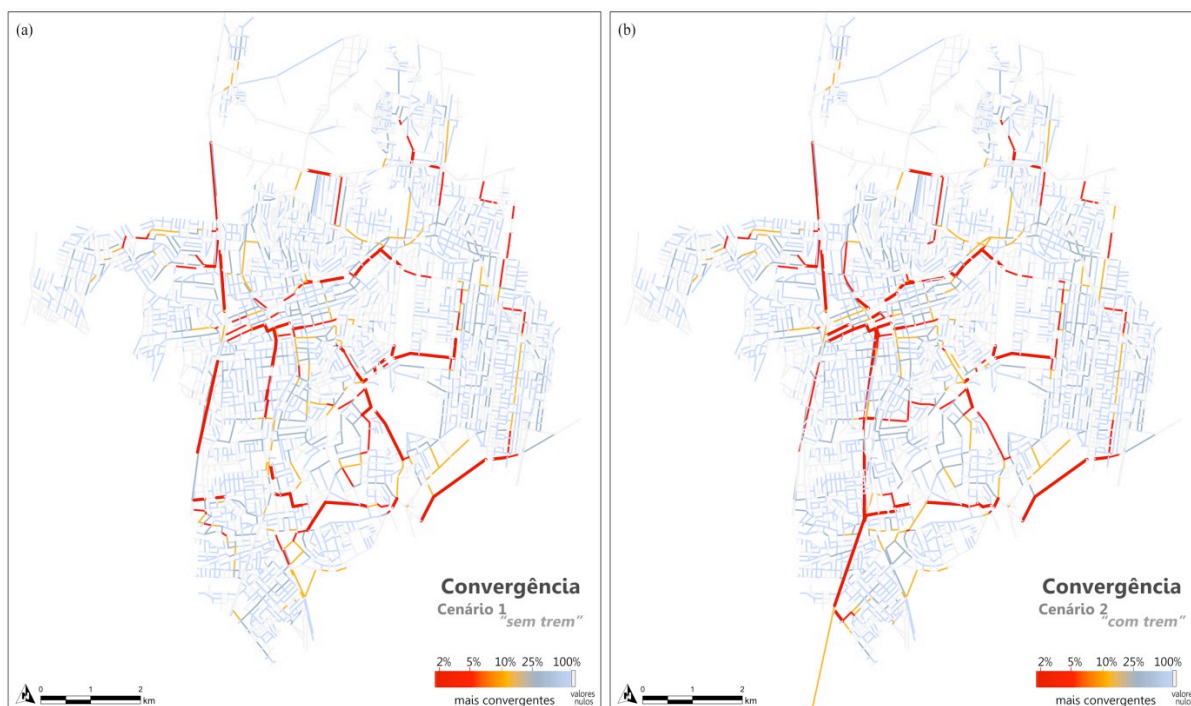 (a)
Convergência
Cenário 1
"sem trem"
2% 5% 10% 25% 100%
mais convergentes
valores
nulos
0 1 2
km
(b)
Convergência
Cenário 2
"com trem"
2% 5% 10% 25% 100%
mais convergentes
valores
nulos
0 1 2
km